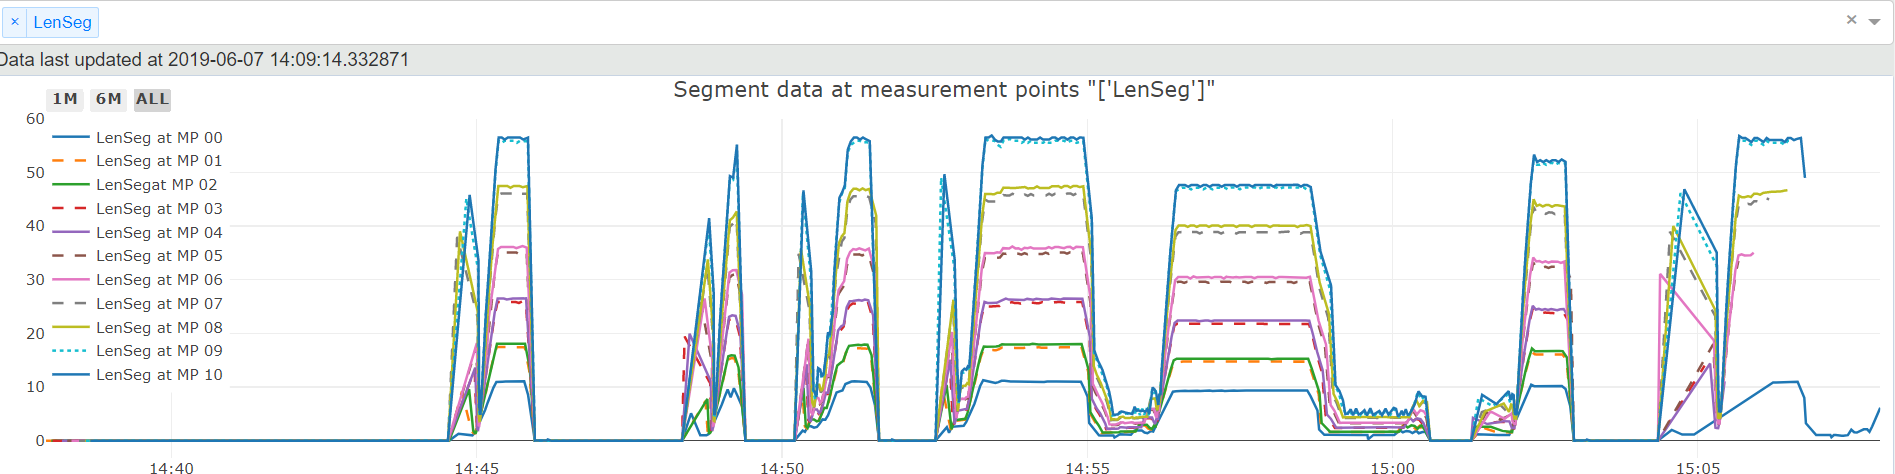 × LenSeg × 
Data last updated at 2019-06-07 14:09:14.332871
Segment data at measurement points "['LenSeg']"
1M 6M ALL
60
50
40
30
20
10
0
LenSeg at MP 00
LenSeg at MP 01
LenSegat MP 02
LenSeg at MP 03
LenSeg at MP 04
LenSeg at MP 05
LenSeg at MP 06
LenSeg at MP 07
LenSeg at MP 08
LenSeg at MP 09
LenSeg at MP 10
14:40 14:45 14:50 14:55 15:00 15:05